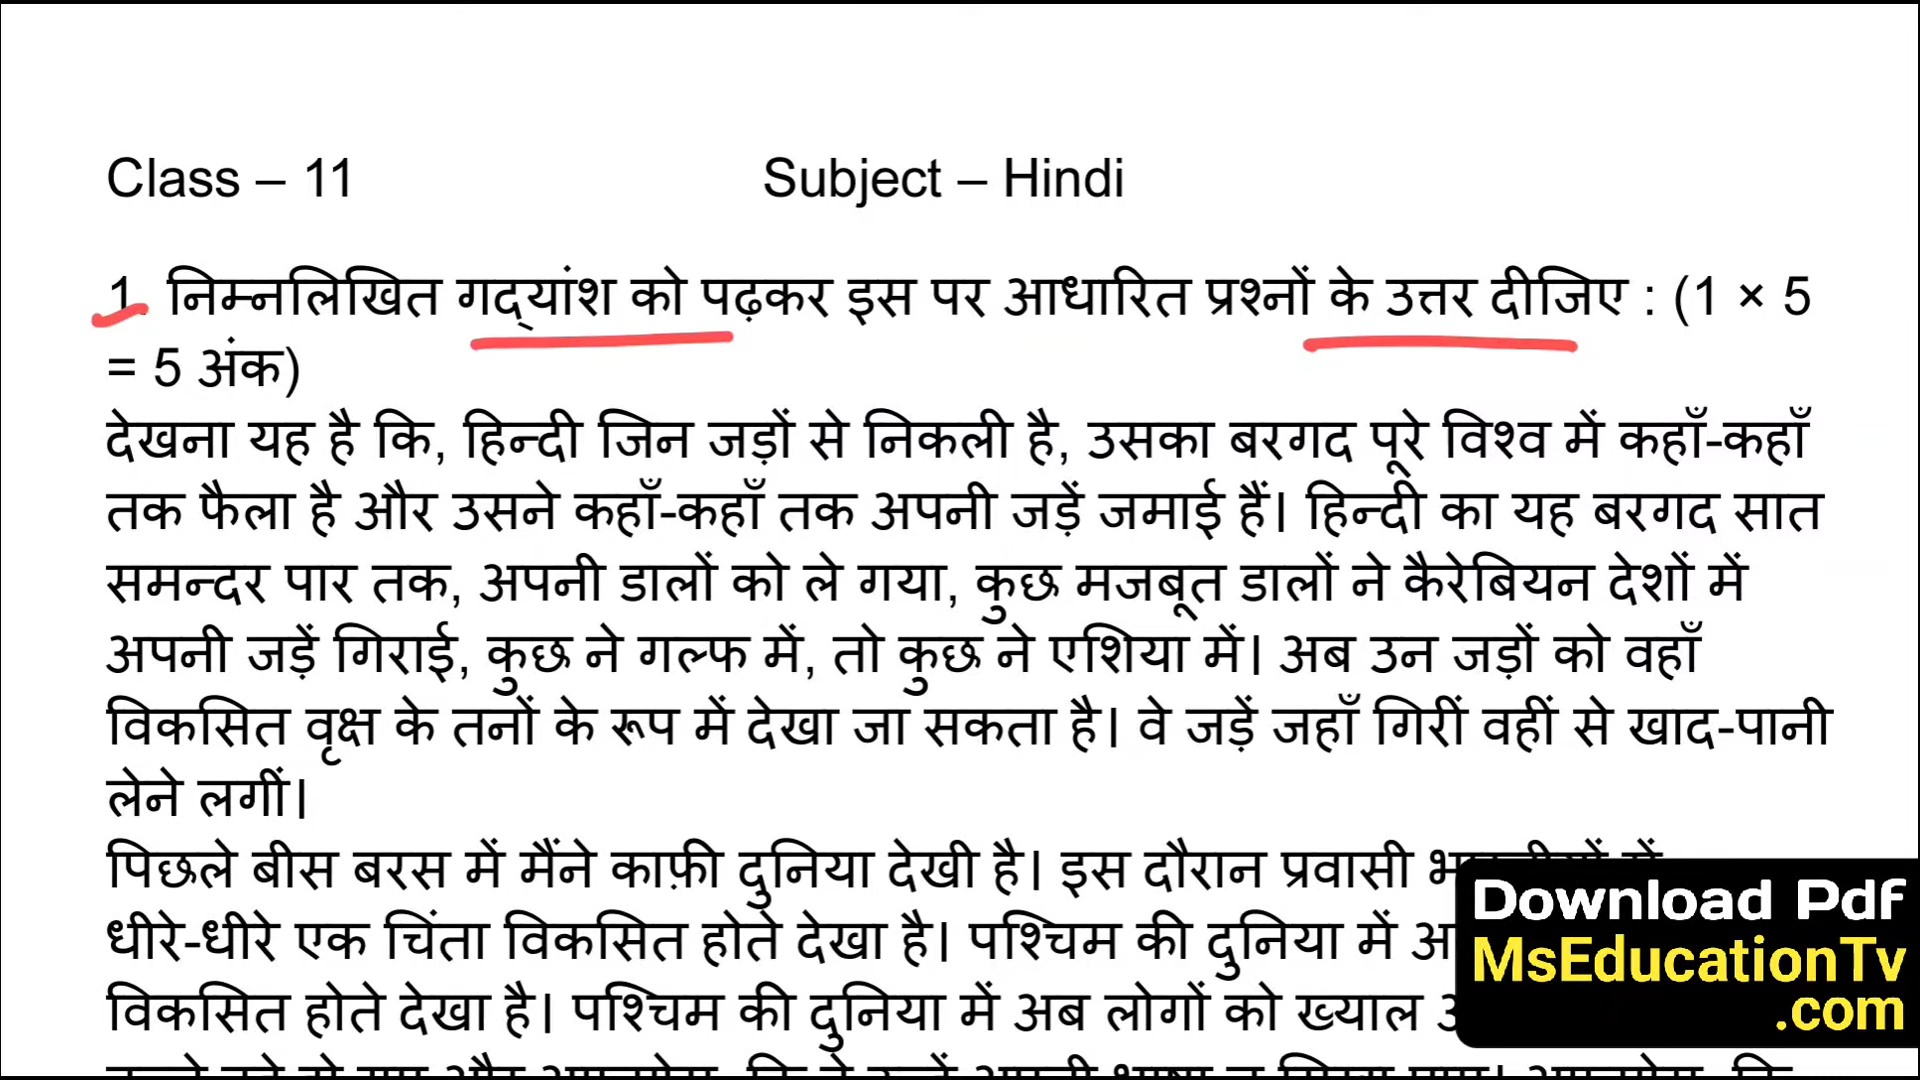 Class – 11 Subject – Hindi
1. निम्नलिखित गद्यांश को पढ़कर इस पर आधारित प्रश्नों के उत्तर दीजिए : (1 × 5
= 5 अंक)
देखना यह है कि, हिन्दी जिन जड़ों से निकली है, उसका बरगद पूरे विश्व में कहाँ-कहाँ
तक फैला है और उसने कहाँ-कहाँ तक अपनी जड़ें जमाई हैं। हिन्दी का यह बरगद सात
समन्दर पार तक, अपनी डालों को ले गया, कुछ मजबूत डालों ने कैरेबियन देशों में
अपनी जड़ें गिराई, कुछ ने गल्फ में, तो कुछ ने एशिया में। अब उन जड़ों को वहाँ
विकसित वृक्ष के तनों के रूप में देखा जा सकता है। वे जड़ें जहाँ गिरीं वहीं से खाद-पानी
लेने लगीं।
पिछले बीस बरस में मैंने काफ़ी दुनिया देखी है। इस दौरान प्रवासी
धीरे-धीरे एक चिंता विकसित होते देखा है। पश्चिम की दुनिया में
विकसित होते देखा है। पश्चिम की दुनिया में अब लोगों को ख्याल
Download Pdf
MsEducationTv
.com